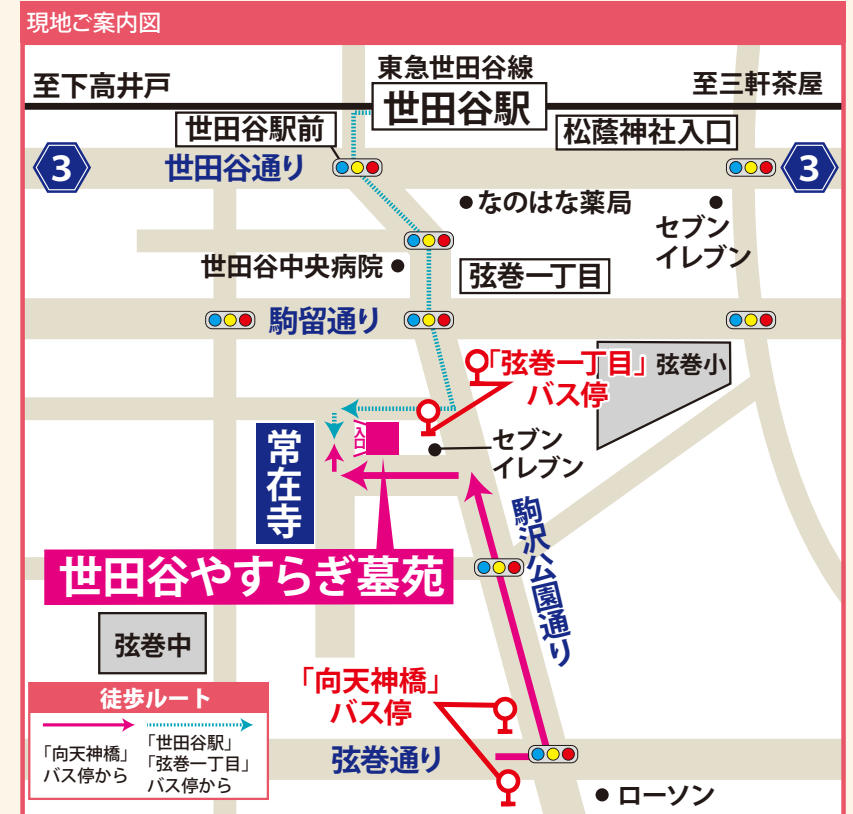 現地ご案内図
東急世田谷線
至下高井戸
世田谷駅
至三軒茶屋
世田谷駅前
松蔭神社入口
3
世田谷通り
3
なのはな薬局
セブン
イレブン
世田谷中央病院
弦巻一丁目
駒留通り
「弦巻一丁目」
バス停
弦巻小
入口
セブン
イレブン
常在寺
駒沢公園通り
世田谷やすらぎ墓苑
弦巻中
「向天神橋」
バス停
徒歩ルート
「向天神橋」
バス停から
「世田谷駅」
「弦巻一丁目」
バス停から
弦巻通り
ローソン